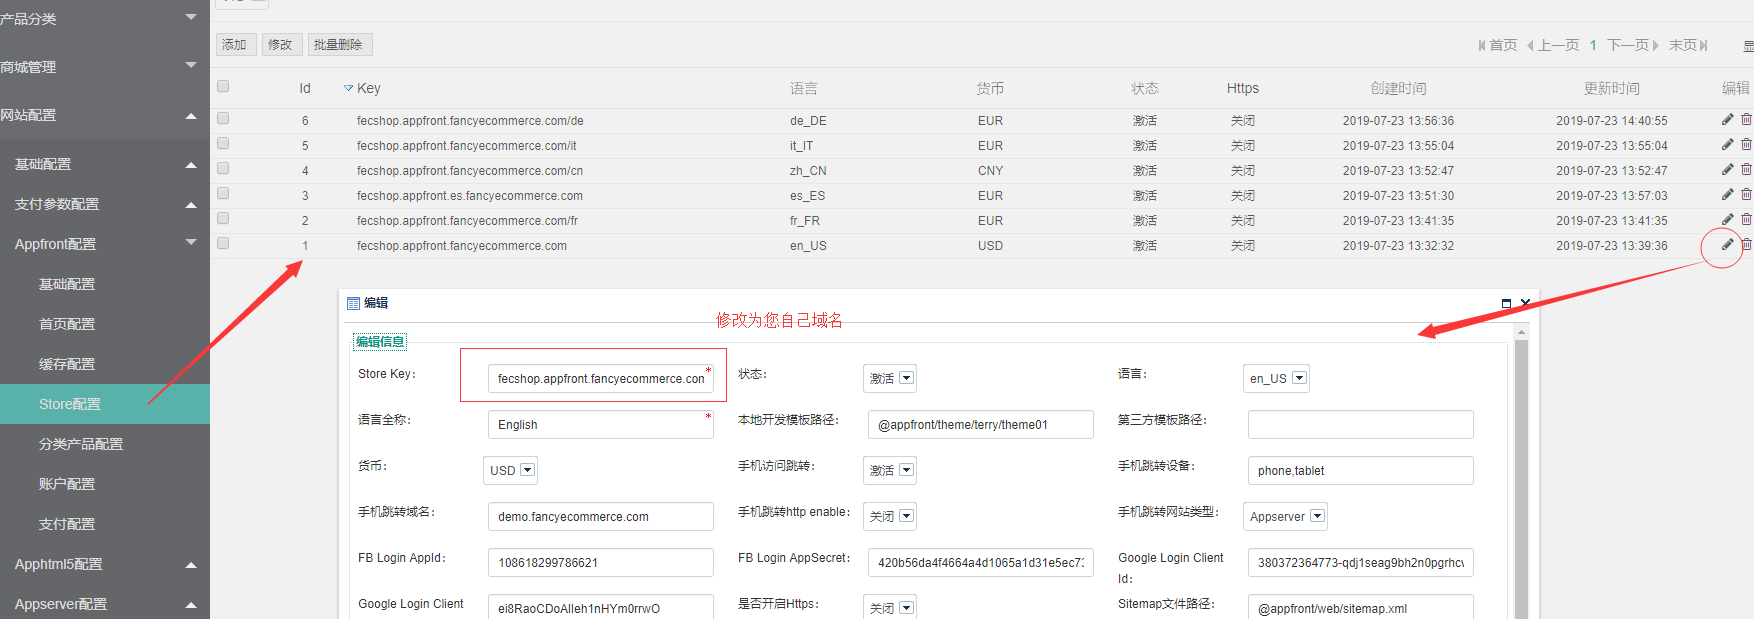 产品分类
商城管理
网站配置
基础配置
支付参数配置
Appfront配置
基础配置
首页配置
缓存配置
Store配置
分类产品配置
账户配置
支付配置
Apphtml5配置
Appserver配置
添加 修改 批量删除
首页 上一页 1 下一页 末页
Id Key 语言 货币 状态 Https 创建时间 更新时间 编辑
6 fecshop.appfront.fancyecommerce.com/de de_DE EUR 激活 关闭 2019-07-23 13:56:36 2019-07-23 14:40:55
5 fecshop.appfront.fancyecommerce.com/it it_IT EUR 激活 关闭 2019-07-23 13:55:04 2019-07-23 13:55:04
4 fecshop.appfront.fancyecommerce.com/cn zh_CN CNY 激活 关闭 2019-07-23 13:52:47 2019-07-23 13:52:47
3 fecshop.appfront.es.fancyecommerce.com es_ES EUR 激活 关闭 2019-07-23 13:51:30 2019-07-23 13:57:03
2 fecshop.appfront.fancyecommerce.com/fr fr_FR EUR 激活 关闭 2019-07-23 13:41:35 2019-07-23 13:41:35
1 fecshop.appfront.fancyecommerce.com en_US USD 激活 关闭 2019-07-23 13:32:32 2019-07-23 13:39:36
编辑
修改为您自己域名
编辑信息
Store Key: fecshop.appfront.fancyecommerce.con * 状态: 激活 语言: en_US
语言全称: English * 本地开发模板路径: @appfront/theme/terry/theme01 第三方模板路径:
货币: USD 手机访问跳转: 激活 手机跳转设备: phone,tablet
手机跳转域名: demo.fancyecommerce.com 手机跳转http enable: 关闭 手机跳转网站类型: Appserver
FB Login AppId: 108618299786621 FB Login AppSecret: 420b56da4f4664a4d1065a1d31e5ec7 Google Login Client Id: 380372364773-qdj1seag9bh2n0pgrhcv
Google Login Client ei8RaoCDoAlleh1nHYm0rrwO 是否开启Https: 关闭 Sitemap文件路径: @appfront/web/sitemap.xml